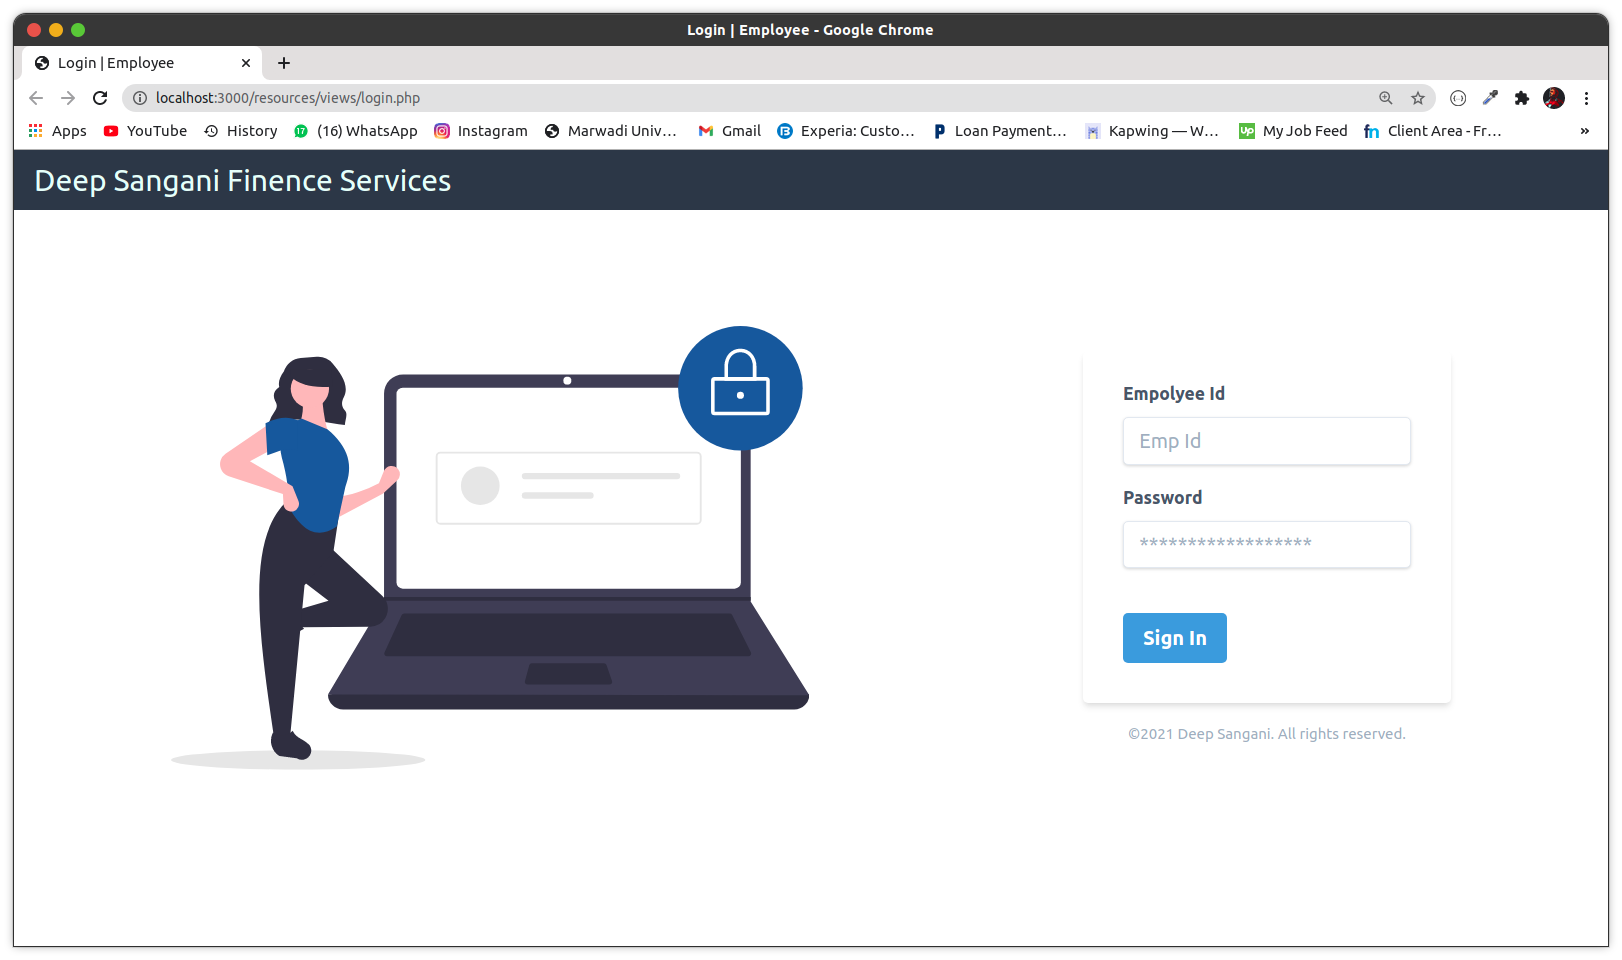 Login | Employee - Google Chrome
Login | Employee
localhost:3000/resources/views/login.php
Apps YouTube History (16) WhatsApp Instagram Marwadi Univ... Gmail Experia: Custo... Loan Payment... Kapwing — W... Up My Job Feed fn Client Area - Fr... »
Deep Sangani Finence Services
Empolyee Id
Emp Id
Password
******************
Sign In
©2021 Deep Sangani. All rights reserved.